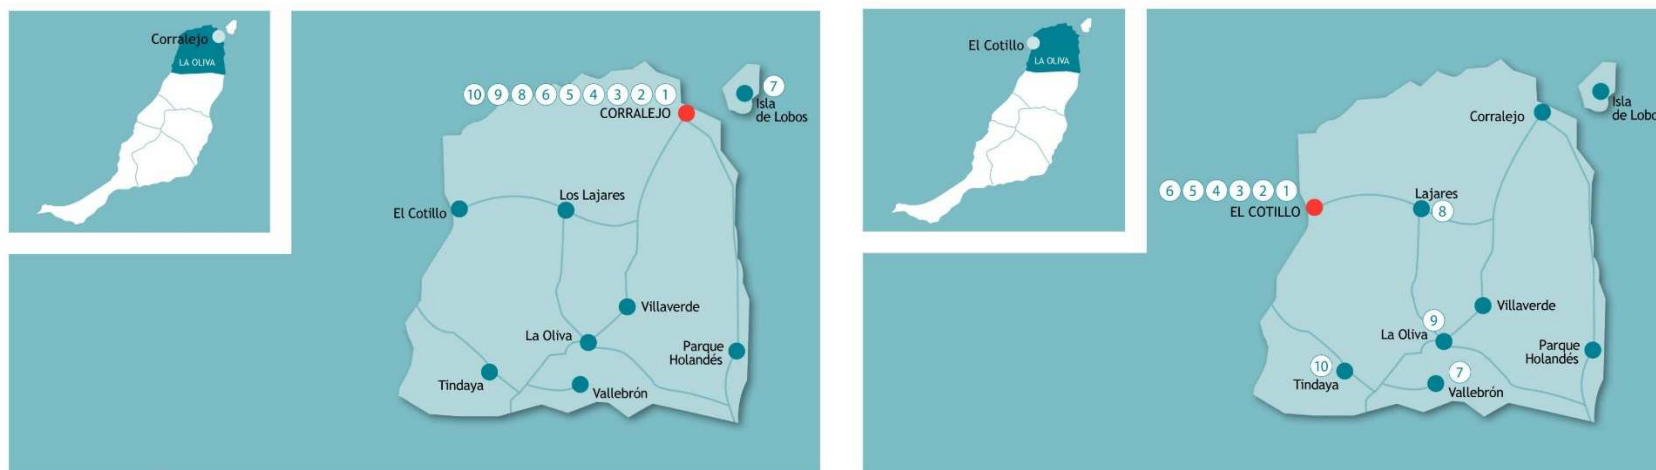 Corralejo
LA OLIVA
10 9 8 6 5 4 3 2 1
CORRALEJO
7
Isla
de Lobos
Los Lajares
El Cotillo
Villaverde
La Oliva
Parque
Holandés
Tindaya
Vallebrón
El Cotillo
LA OLIVA
Isla
de Lobo
Corralejo
6 5 4 3 2 1
EL COTILLO
Lajares
8
Villaverde
9
La Oliva
Parque
Holandés
10
Tindaya
7
Vallebrón